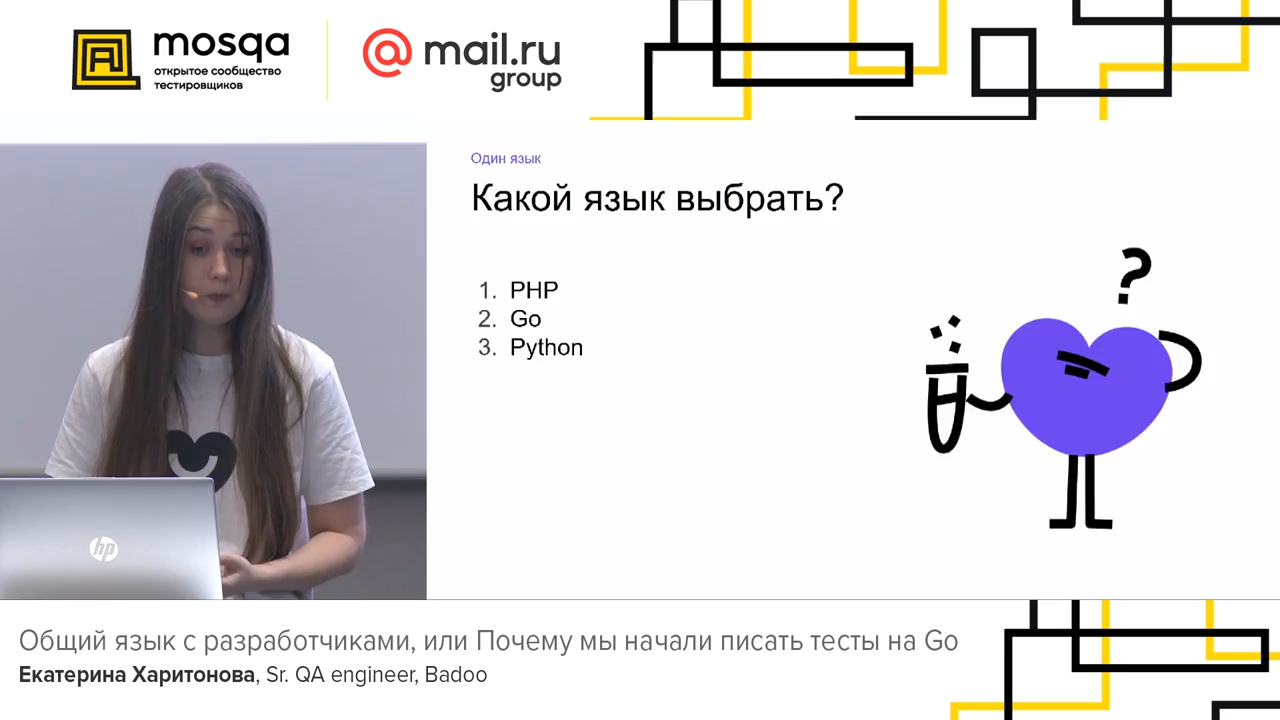 mosqa
открытое сообщество
тестировщиков
@mail.ru
group
Один язык
Какой язык выбрать?
?
1. PHP
2. Go
3. Python
hp
Общий язык с разработчиками, или Почему мы начали писать тесты на Go
Екатерина Харитонова, Sr. QA engineer, Badoo